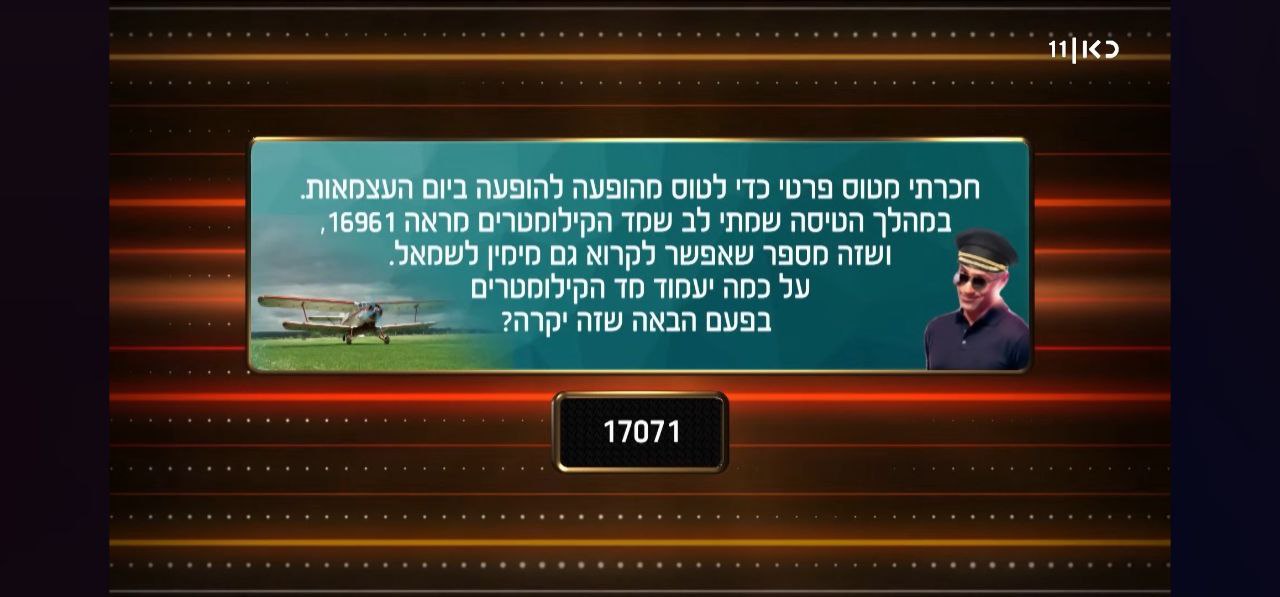 כאן|11
חכרתי מטוס פרטי כדי לטוס מהופעה להופעה ביום העצמאות.
במהלך הטיסה שמתי לב שמד הקילומטרים מראה 16961,
ושזה מספר שאפשר לקרוא גם מימין לשמאל.
על כמה יעמוד מד הקילומטרים
בפעם הבאה שזה יקרה?
17071